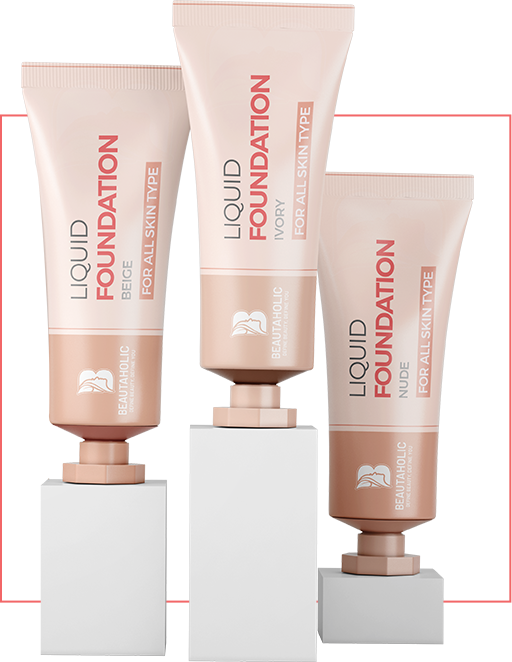 LIQUID
FOUNDATION
BEIGE
FOR ALL SKIN TYPE
BEAUTAHOLIC
LIQUID
FOUNDATION
IVORY
FOR ALL SKIN TYPE
BEAUTAHOLIC
LIQUID
FOUNDATION
NUDE
FOR ALL SKIN TYPE
BEAUTAHOLIC